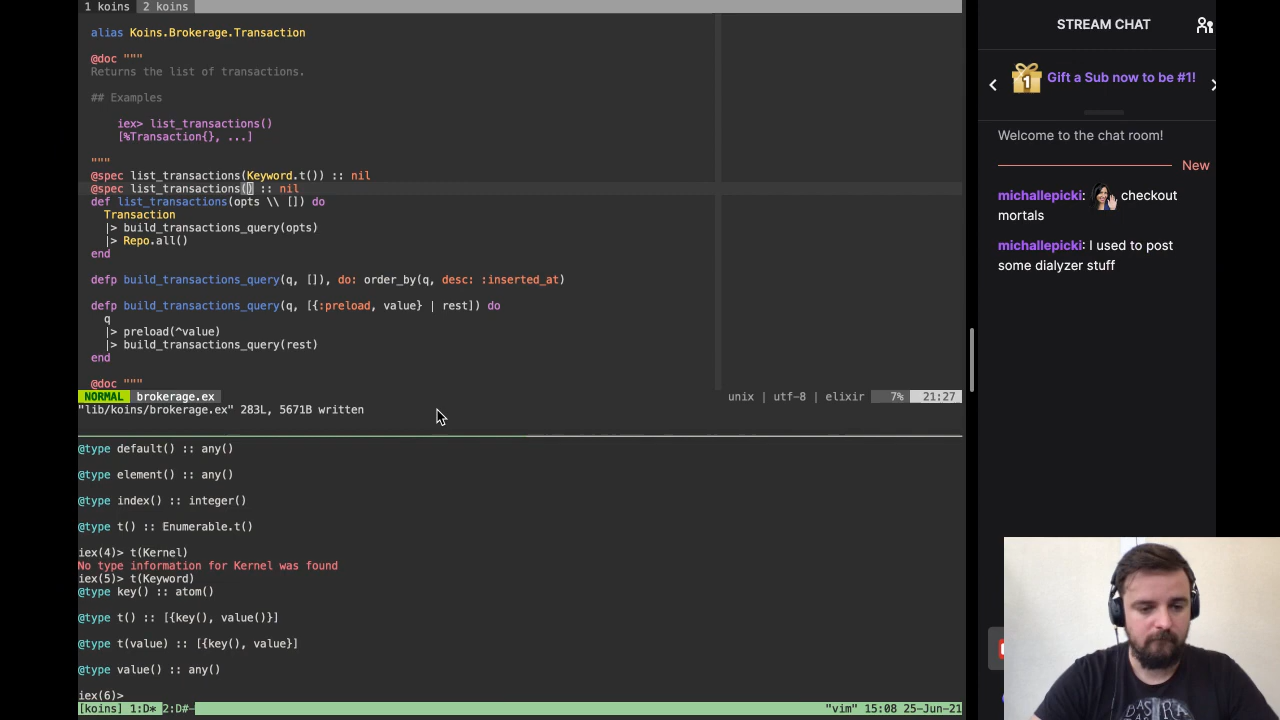 1 koins  2 koins
alias Koins.Brokerage.Transaction
@doc """
Returns the list of transactions.
## Examples
iex> list_transactions()
[%Transaction{}, ...]
"""
@spec list_transactions(Keyword.t()) :: nil
@spec list_transactions() :: nil
def list_transactions(opts \\ []) do
Transaction
|> build_transactions_query(opts)
|> Repo.all()
end
defp build_transactions_query(q, []), do: order_by(q, desc: :inserted_at)
defp build_transactions_query(q, [{:preload, value} | rest]) do
q
|> preload(^value)
|> build_transactions_query(rest)
end
@doc """
NORMAL brokerage.ex unix | utf-8 | elixir 7% 21:27
"lib/koins/brokerage.ex" 283L, 5671B written
@type default() :: any()
@type element() :: any()
@type index() :: integer()
@type t() :: Enumerable.t()
iex(4)> t(Kernel)
No type information for Kernel was found
iex(5)> t(Keyword)
@type key() :: atom()
@type t() :: [{key(), value()}]
@type t(value) :: [{key(), value}]
@type value() :: any()
iex(6)>
[koins] 1:D* 2:D#- "vim" 15:08 25-Jun-21
STREAM CHAT
1 Gift a Sub now to be #1!
Welcome to the chat room!
New
michallepicki: checkout
mortals
michallepicki: I used to post
some dialyzer stuff